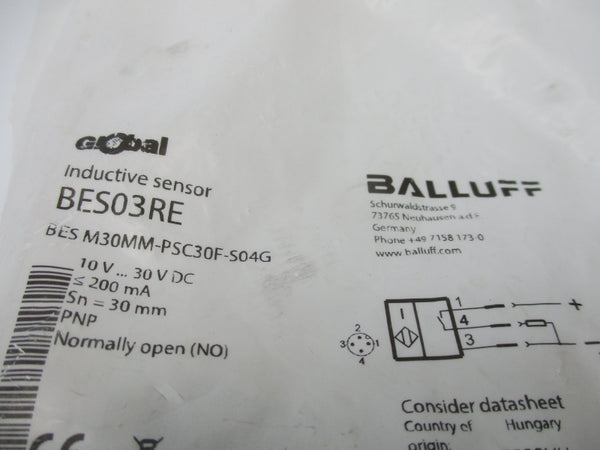 Global
Inductive sensor
BES03RE
BES M30MM-PSC30F-S04G
10 V ... 30 V DC
≤ 200 mA
Sn = 30 mm
PNP
Normally open (NO)
CE
BALLUFF
Schurwaldstrasse 9
73765 Neuhausen a.d.F.
Germany
Phone +49 7158 173-0
www.balluff.com
1 +
4
3 −
2
3 1
4
Consider datasheet
Country of Hungary
origin: